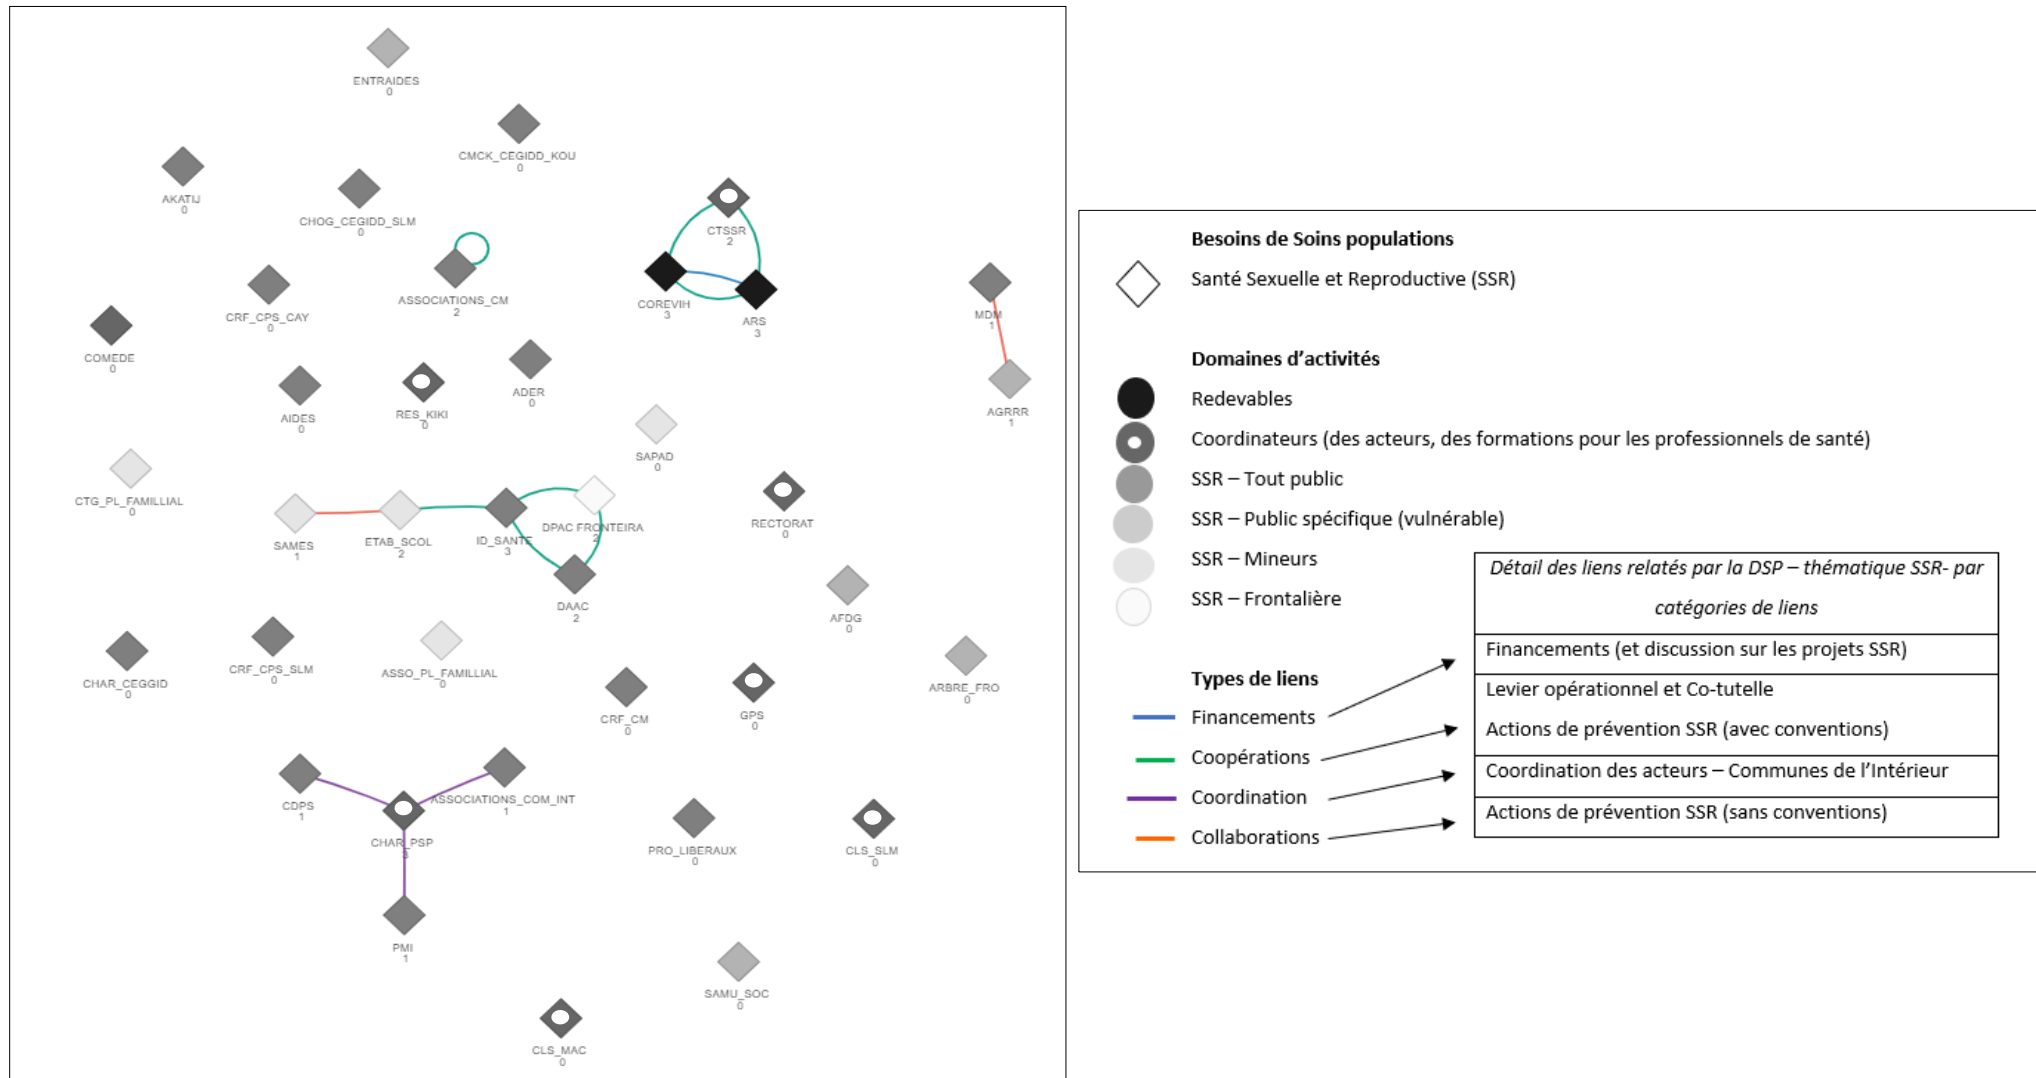 ENTRAIDES
0
CMCK_CEGIDD_KOU
0
AKATIJ
0
CHOG_CEGIDD_SLM
0
CTSSR
2
ASSOCIATIONS_CM
2
COREVIH
3
ARS
3
CRF_CPS_CAY
0
MDM
1
COMEDE
0
AIDES
0
RES_KIKI
0
ADER
0
AGRRR
1
SAPAD
0
CTG_PL_FAMILLIAL
0
SAMES
1
ETAB_SCOL
2
ID_SANTE
3
DPAC FRONTEIRA
2
RECTORAT
0
DAAC
2
AFDG
0
CHAR_CEGGID
0
CRF_CPS_SLM
0
ASSO_PL_FAMILLIAL
0
CRF_CM
0
GPS
0
ARBRE_FRO
0
CDPS
1
CHAR_PSP
3
ASSOCIATIONS_COM_INT
1
PRO_LIBERAUX
0
CLS_SLM
0
PMI
1
SAMU_SOC
0
CLS_MAC
0
Besoins de Soins populations
Santé Sexuelle et Reproductive (SSR)
Domaines d’activités
Redevables
Coordinateurs (des acteurs, des formations pour les professionnels de santé)
SSR – Tout public
SSR – Public spécifique (vulnérable)
SSR – Mineurs
SSR – Frontalière
Types de liens
Financements
Coopérations
Coordination
Collaborations
Détail des liens relatés par la DSP – thématique SSR- par
catégories de liens
Financements (et discussion sur les projets SSR)
Levier opérationnel et Co-tutelle
Actions de prévention SSR (avec conventions)
Coordination des acteurs – Communes de l’Intérieur
Actions de prévention SSR (sans conventions)